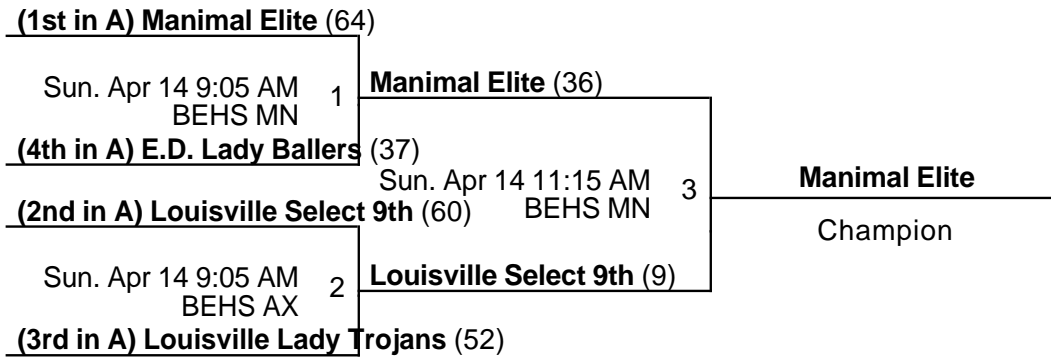 (1st in A) Manimal Elite (64)
Sun. Apr 14 9:05 AM
BEHS MN
1
Manimal Elite (36)
(4th in A) E.D. Lady Ballers (37)
Sun. Apr 14 11:15 AM
BEHS MN
3
Manimal Elite
Champion
(2nd in A) Louisville Select 9th (60)
Sun. Apr 14 9:05 AM
BEHS AX
2
Louisville Select 9th (9)
(3rd in A) Louisville Lady Trojans (52)